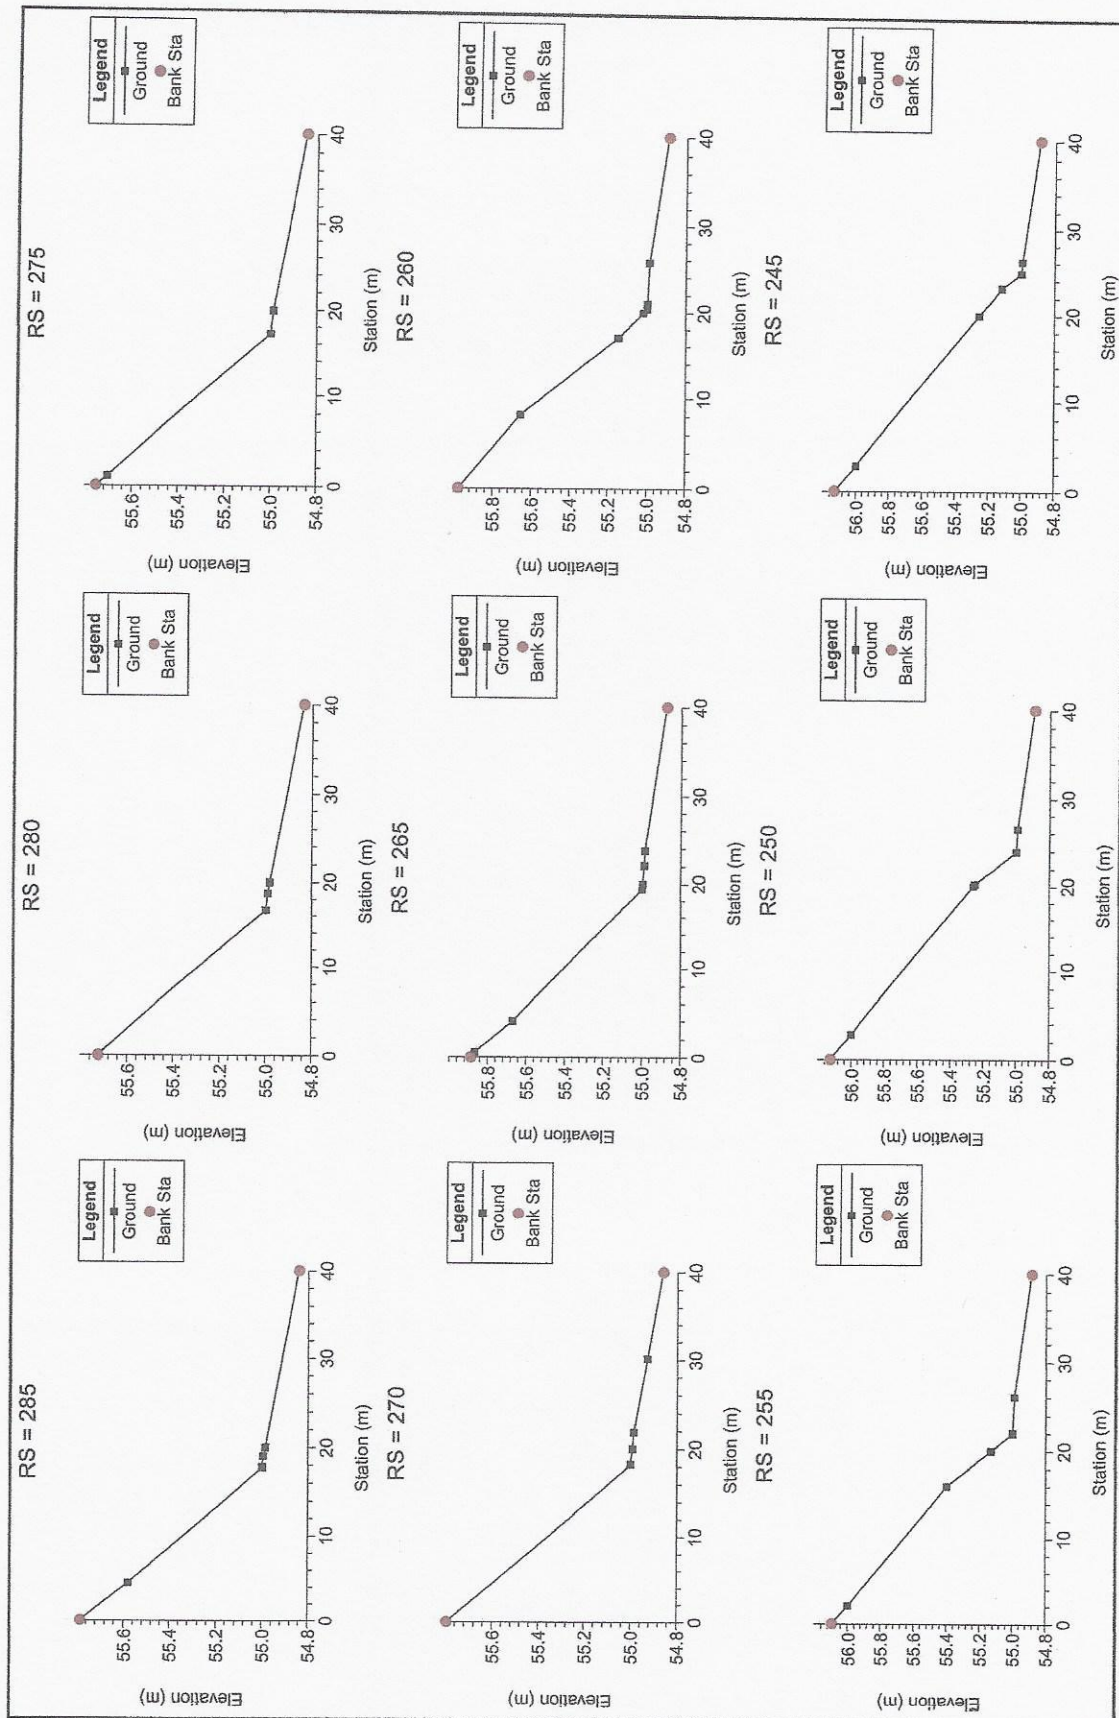 RS = 285
Elevation (m)
55.6
55.4
55.2
55.0
54.8
0 10 20 30 40
Station (m)
Legend
Ground
Bank Sta
RS = 280
Elevation (m)
55.6
55.4
55.2
55.0
54.8
0 10 20 30 40
Station (m)
Legend
Ground
Bank Sta
RS = 275
Elevation (m)
55.6
55.4
55.2
55.0
54.8
0 10 20 30 40
Station (m)
Legend
Ground
Bank Sta
RS = 270
Elevation (m)
55.6
55.4
55.2
55.0
54.8
0 10 20 30 40
Station (m)
Legend
Ground
Bank Sta
RS = 265
Elevation (m)
55.8
55.6
55.4
55.2
55.0
54.8
0 10 20 30 40
Station (m)
Legend
Ground
Bank Sta
RS = 260
Elevation (m)
55.8
55.6
55.4
55.2
55.0
54.8
0 10 20 30 40
Station (m)
Legend
Ground
Bank Sta
RS = 255
Elevation (m)
56.0
55.8
55.6
55.4
55.2
55.0
54.8
0 10 20 30 40
Station (m)
Legend
Ground
Bank Sta
RS = 250
Elevation (m)
56.0
55.8
55.6
55.4
55.2
55.0
54.8
0 10 20 30 40
Station (m)
Legend
Ground
Bank Sta
RS = 245
Elevation (m)
56.0
55.8
55.6
55.4
55.2
55.0
54.8
0 10 20 30 40
Station (m)
Legend
Ground
Bank Sta